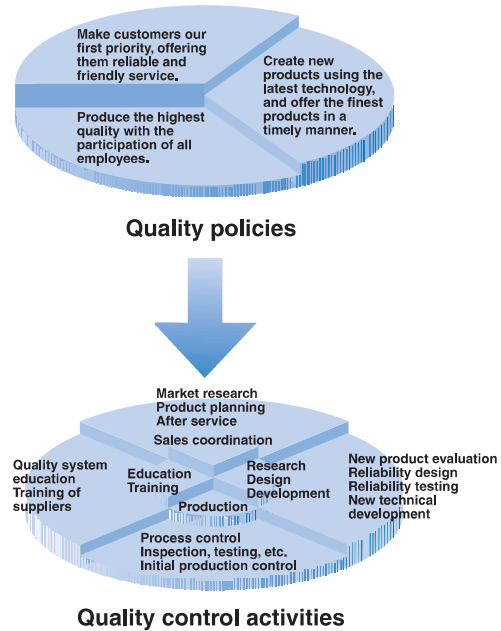 Make customers our
first priority, offering
them reliable and
friendly service.
Create new
products using the
latest technology,
and offer the finest
products in a
timely manner.
Produce the highest
quality with the
participation of all
employees.
Quality policies
Market research
Product planning
After service
Sales coordination
Quality system
education
Training of
suppliers
Education
Training
Research
Design
Development
New product evaluation
Reliability design
Reliability testing
New technical
development
Production
Process control
Inspection, testing, etc.
Initial production control
Quality control activities